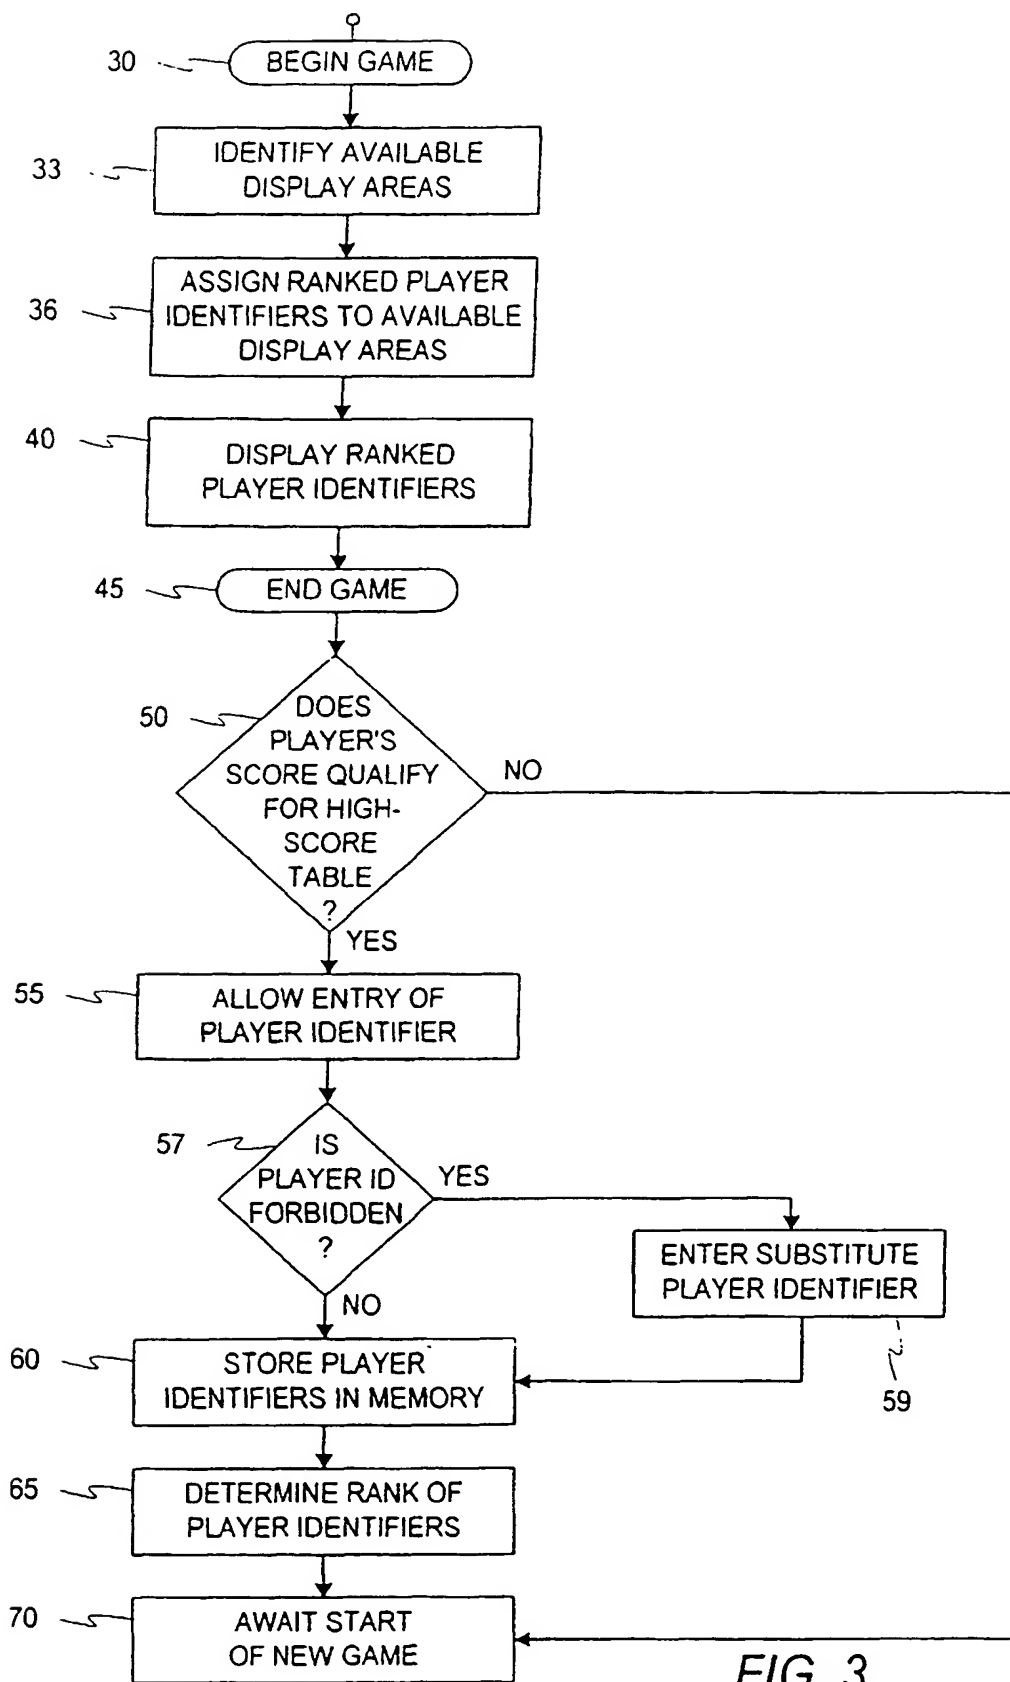 30
BEGIN GAME
33
IDENTIFY AVAILABLE
DISPLAY AREAS
36
ASSIGN RANKED PLAYER
IDENTIFIERS TO AVAILABLE
DISPLAY AREAS
40
DISPLAY RANKED
PLAYER IDENTIFIERS
45
END GAME
50
DOES
PLAYER'S
SCORE QUALIFY
FOR HIGH-
SCORE
TABLE
?
NO
YES
55
ALLOW ENTRY OF
PLAYER IDENTIFIER
57
IS
PLAYER ID
FORBIDDEN
?
YES
NO
ENTER SUBSTITUTE
PLAYER IDENTIFIER
59
60
STORE PLAYER
IDENTIFIERS IN MEMORY
65
DETERMINE RANK OF
PLAYER IDENTIFIERS
70
AWAIT START
OF NEW GAME
FIG. 3